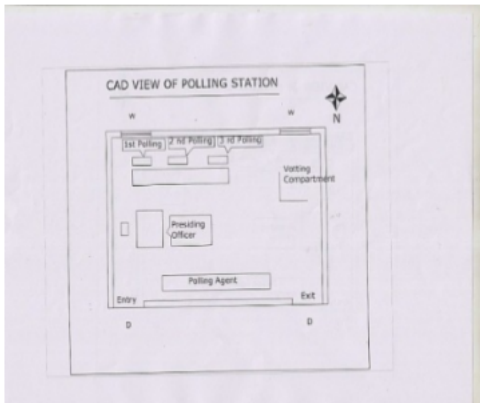 CAD VIEW OF POLLING STATION
N
W
W
1st Polling
2 nd Polling
3 rd Polling
Votting
Compartment
Presiding
Officer
Polling Agent
Entry
Exit
D
D